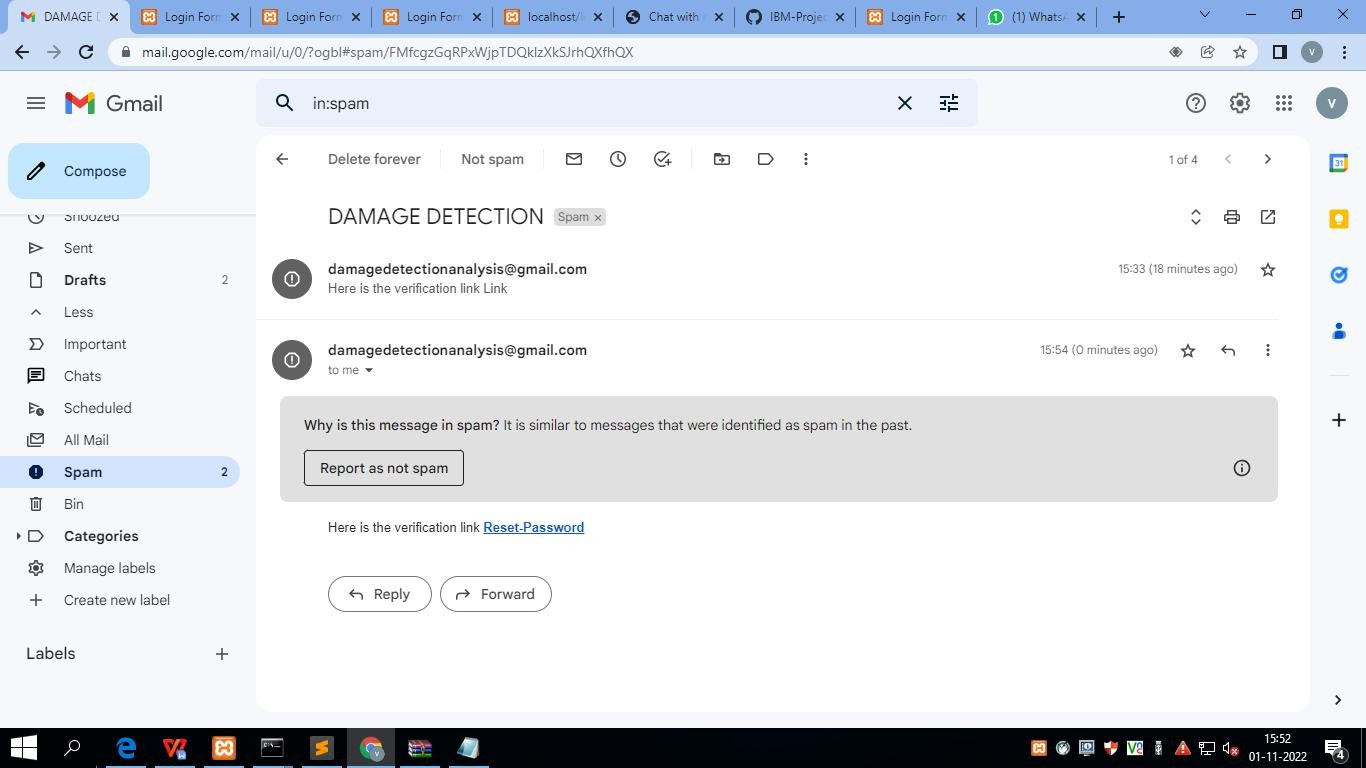 DAMAGE D
Login Form
Login Form
Login Form
localhost/l
Chat with
IBM-Projec
Login Form
(1) WhatsA
mail.google.com/mail/u/0/?ogbl#spam/FMfcgzGqRPxWjpTDQklzXkSJrhQXfhQX
V
Gmail
in:spam
V
Compose
Delete forever
Not spam
1 of 4
31
Snoozed
DAMAGE DETECTION
Spam ×
Sent
Drafts 2
damagedetectionanalysis@gmail.com
15:33 (18 minutes ago)
Here is the verification link Link
Less
Important
damagedetectionanalysis@gmail.com
15:54 (0 minutes ago)
to me
Chats
Scheduled
Why is this message in spam? It is similar to messages that were identified as spam in the past.
All Mail
Spam 2
Report as not spam
Bin
Here is the verification link Reset-Password
Categories
Manage labels
Create new label
Reply
Forward
Labels
15:52
01-11-2022
4